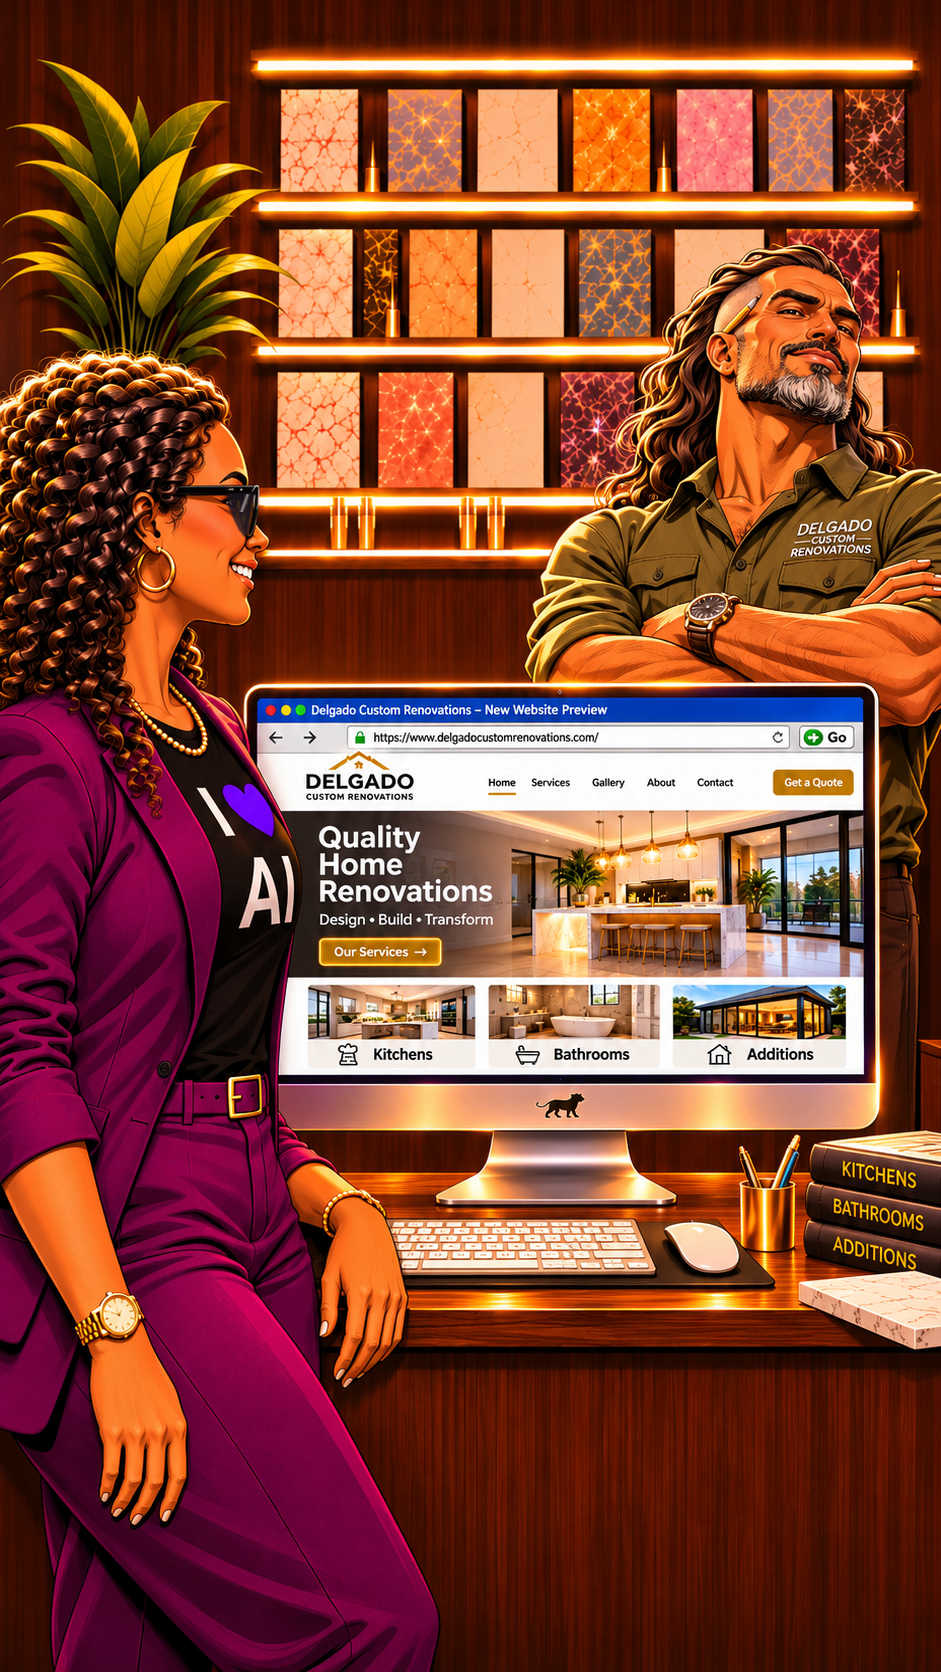 DELGADO
CUSTOM
RENOVATIONS
I 💜
AI
Delgado Custom Renovations – New Website Preview
https://www.delgadocustomrenovations.com/
Go
DELGADO
CUSTOM RENOVATIONS
Home Services Gallery About Contact
Get a Quote
Quality
Home
Renovations
Design • Build • Transform
Our Services →
Kitchens Bathrooms Additions
KITCHENS
BATHROOMS
ADDITIONS